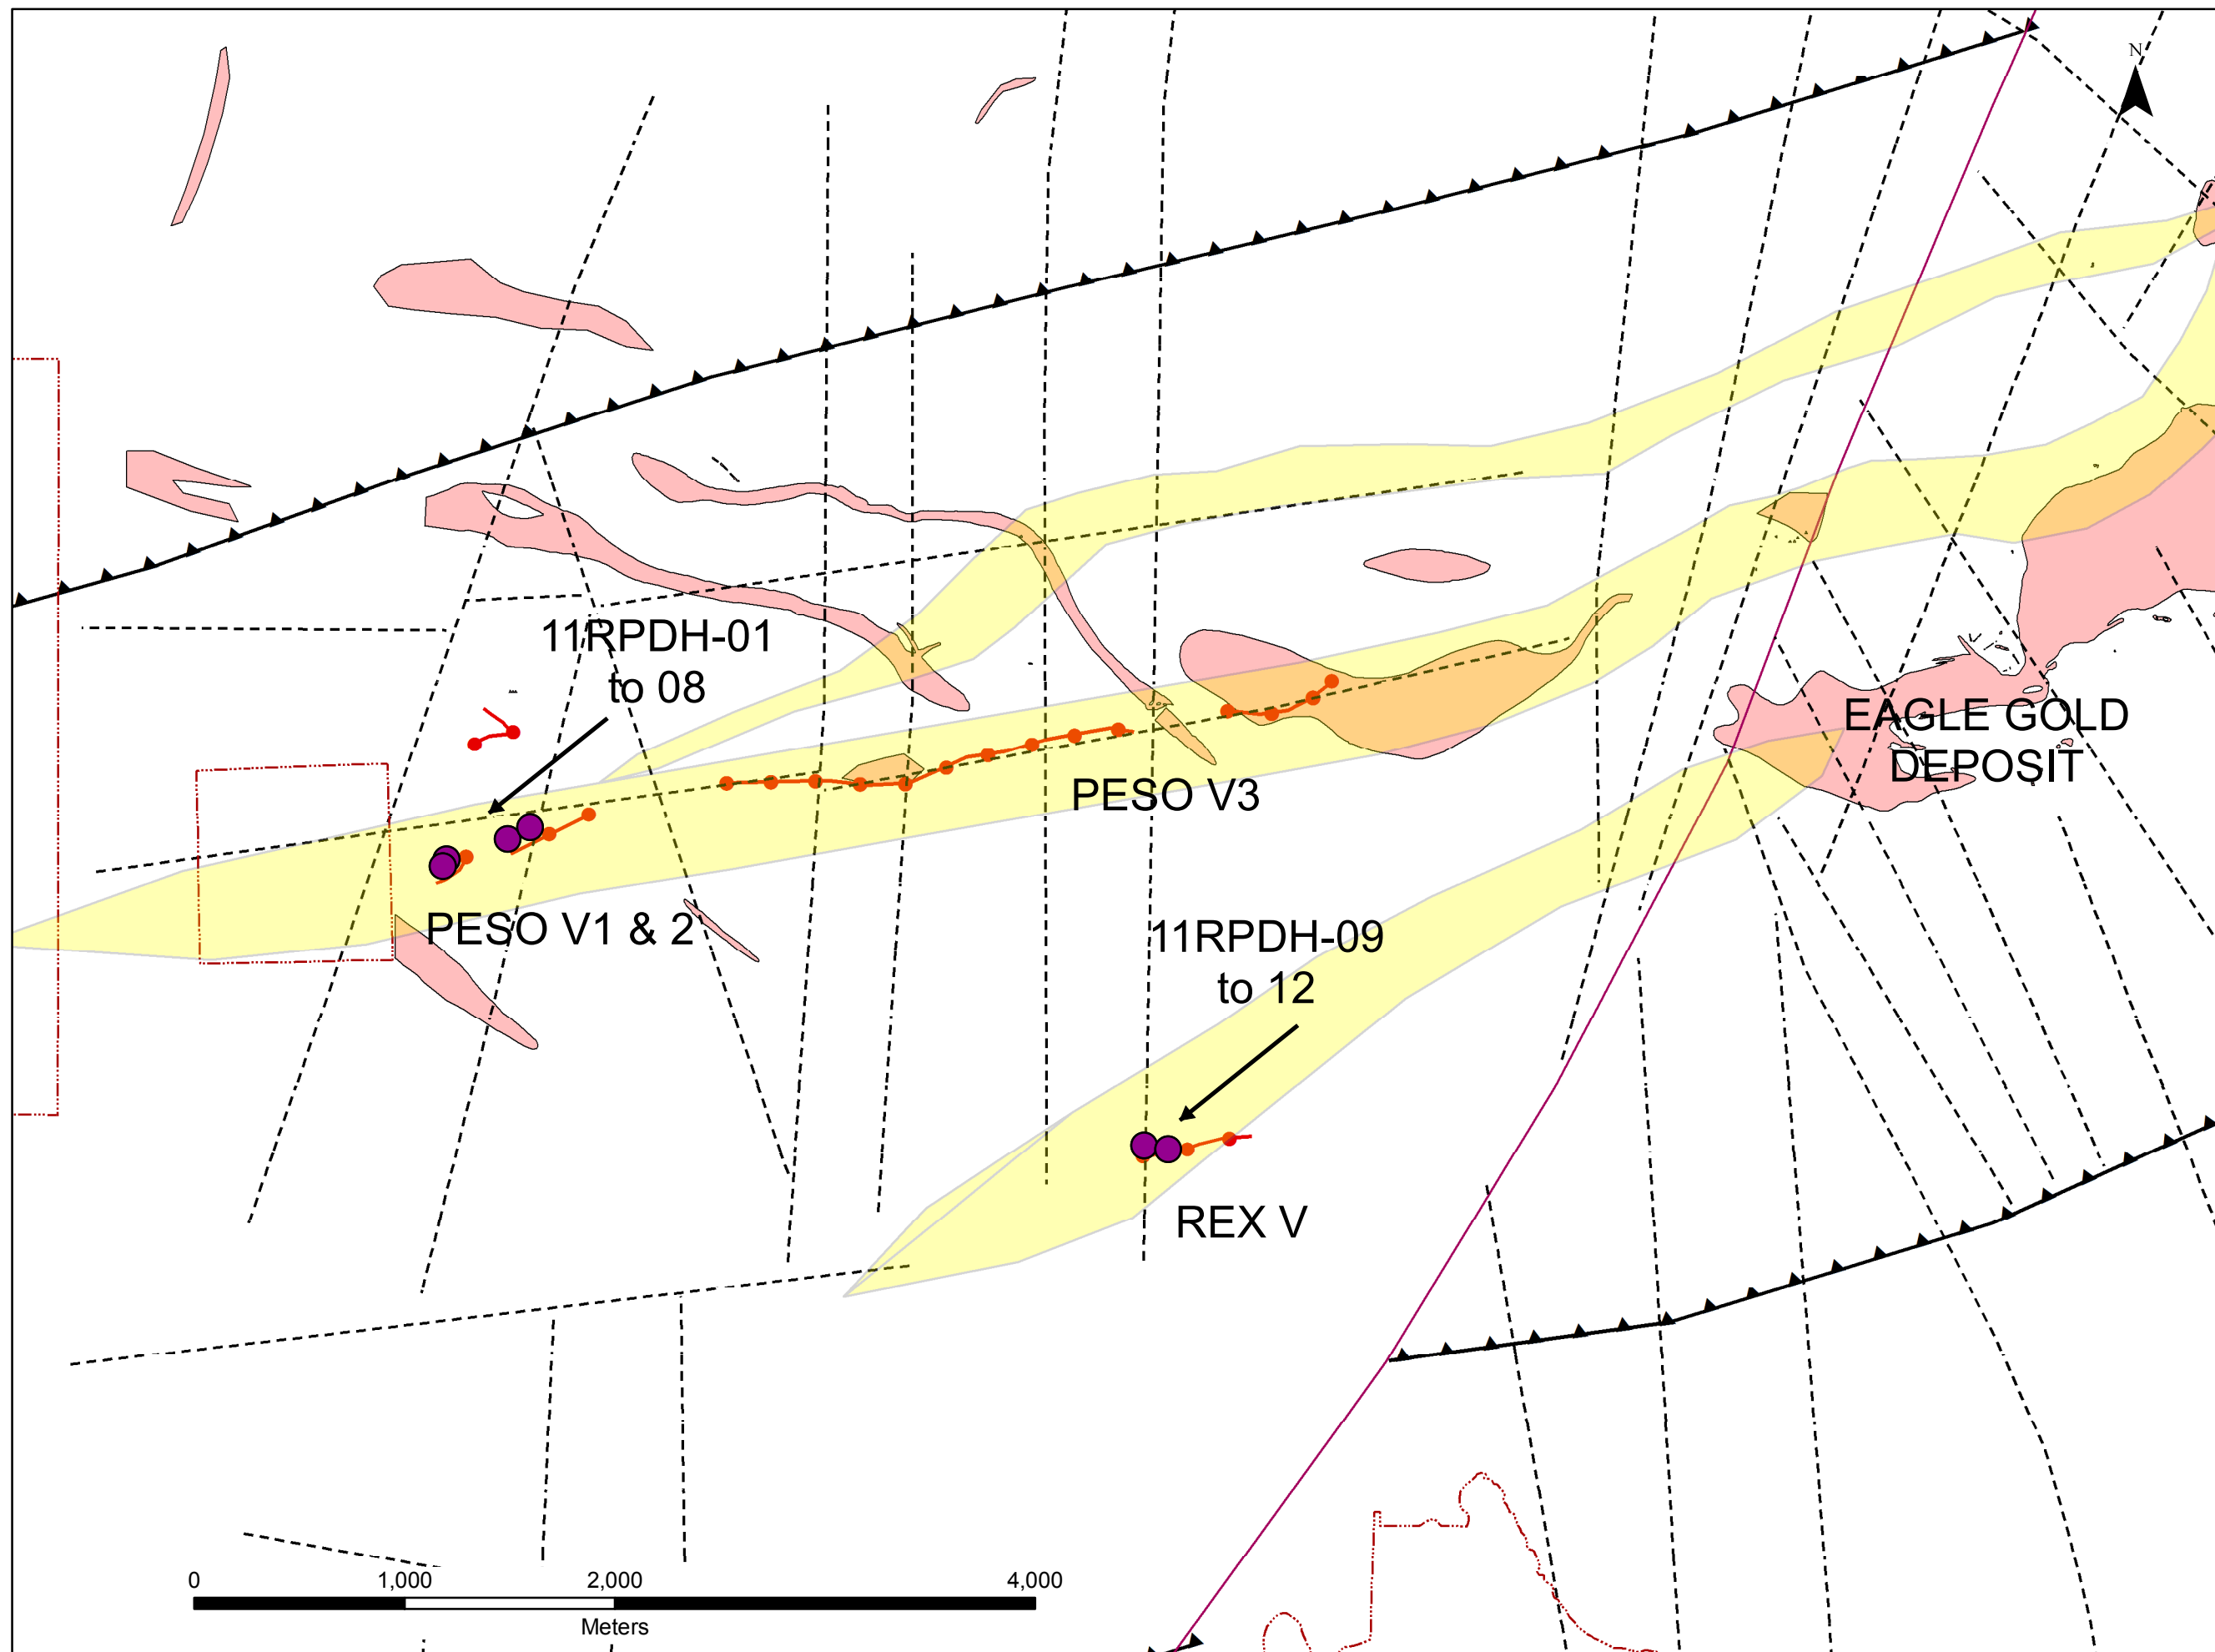 N
11RPDH-01
to 08
EAGLE GOLD
DEPOSIT
PESO V3
PESO V1 & 2
11RPDH-09
to 12
REX V
0 1,000 2,000 4,000
Meters